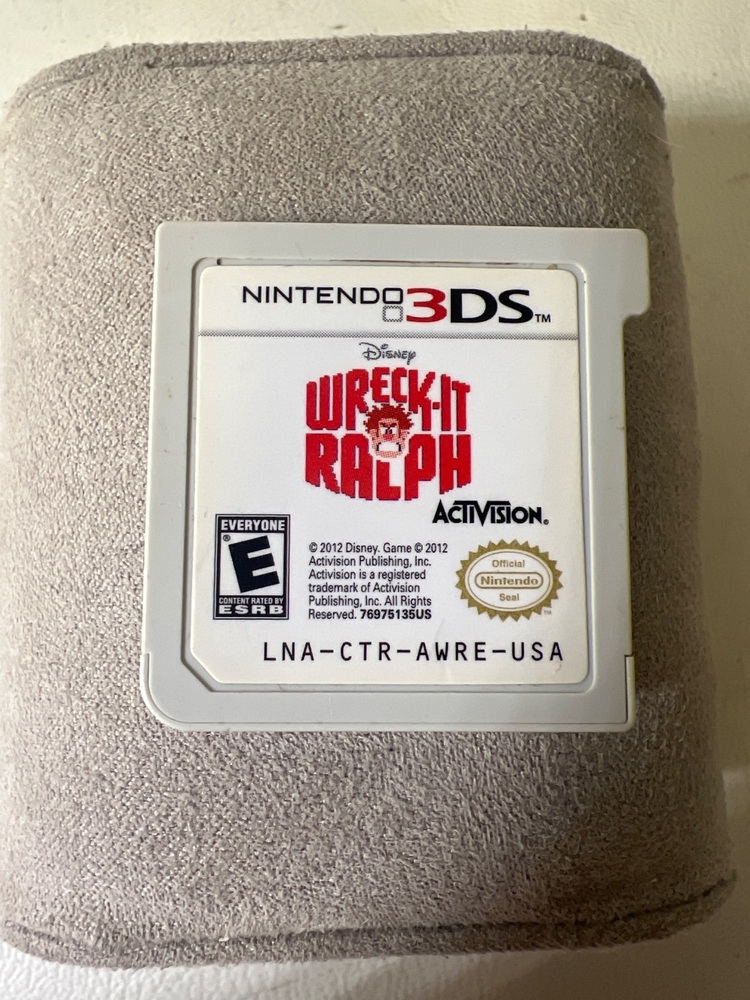 NINTENDO 3DS™
Disney
WRECK-IT
RALPH
ACTIVISION®
EVERYONE
E®
CONTENT RATED BY
ESRB
© 2012 Disney. Game © 2012
Activision Publishing, Inc.
Activision is a registered
trademark of Activision
Publishing, Inc. All Rights
Reserved. 76975135US
Official
Nintendo
Seal
™
LNA-CTR-AWRE-USA